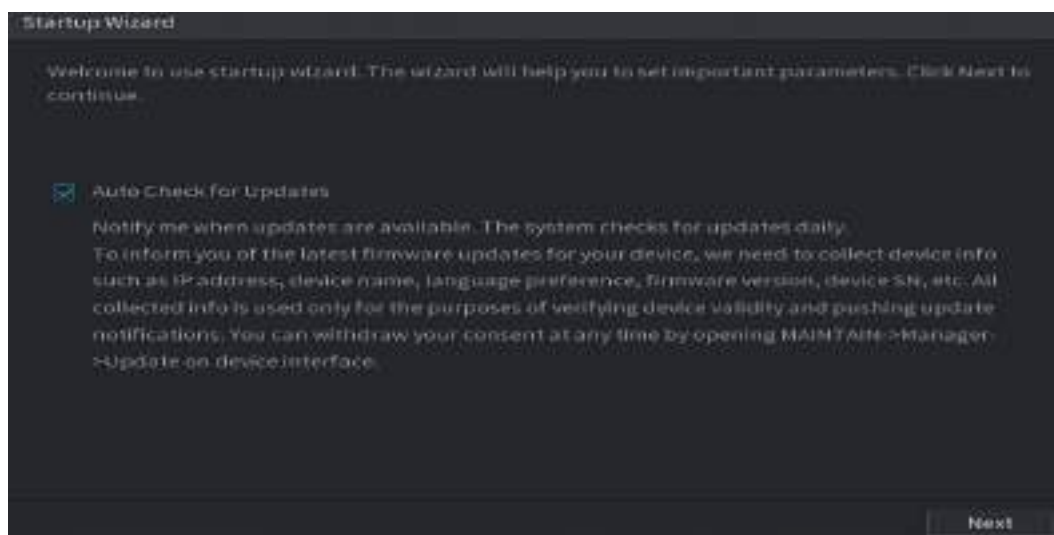 Startup Wizard
Welcome to use startup wizard. The wizard will help you to set important parameters. Click Next to
continue.
Auto Check for Updates
Notify me when updates are available. The system checks for updates daily.
To inform you of the latest firmware updates for your device, we need to collect device info
such as IP address, device name, language preference, firmware version, device SN, etc. All
collected info is used only for the purposes of verifying device validity and pushing update
notifications. You can withdraw your consent at any time by opening MAINTAIN->Manager-
>Update on device interface.
Next